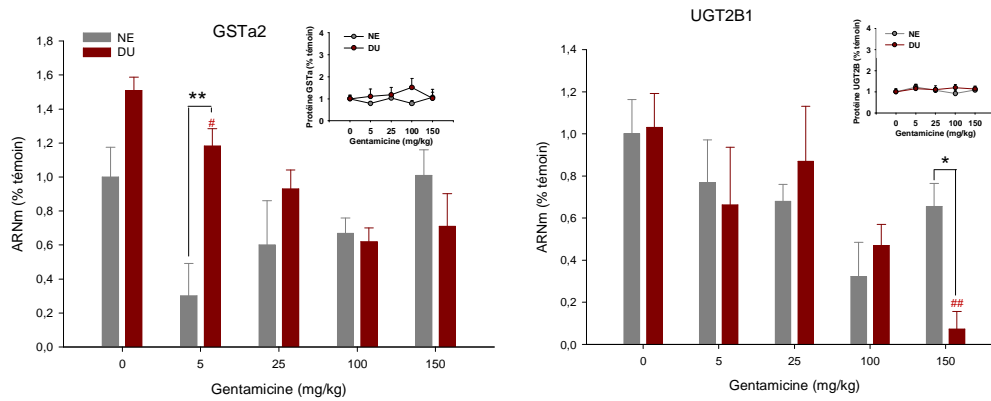 GSTa2
NE
DU
ARNm (% témoin)
1,8
1,6
1,4
1,2
1,0
0,8
0,6
0,4
0,2
0,0
**
#
0 5 25 100 150
Gentamicine (mg/kg)
NE
DU
Protéine GSTa (% témoin)
4
3
2
1
0
0 5 25 100 150
Gentamicine (mg/kg)
UGT2B1
ARNm (% témoin)
1,4
1,2
1,0
0,8
0,6
0,4
0,2
0,0
*
##
0 5 25 100 150
Gentamicine (mg/kg)
NE
DU
Protéine UGT2B (% témoin)
4
3
2
1
0
0 5 25 100 150
Gentamicine (mg/kg)